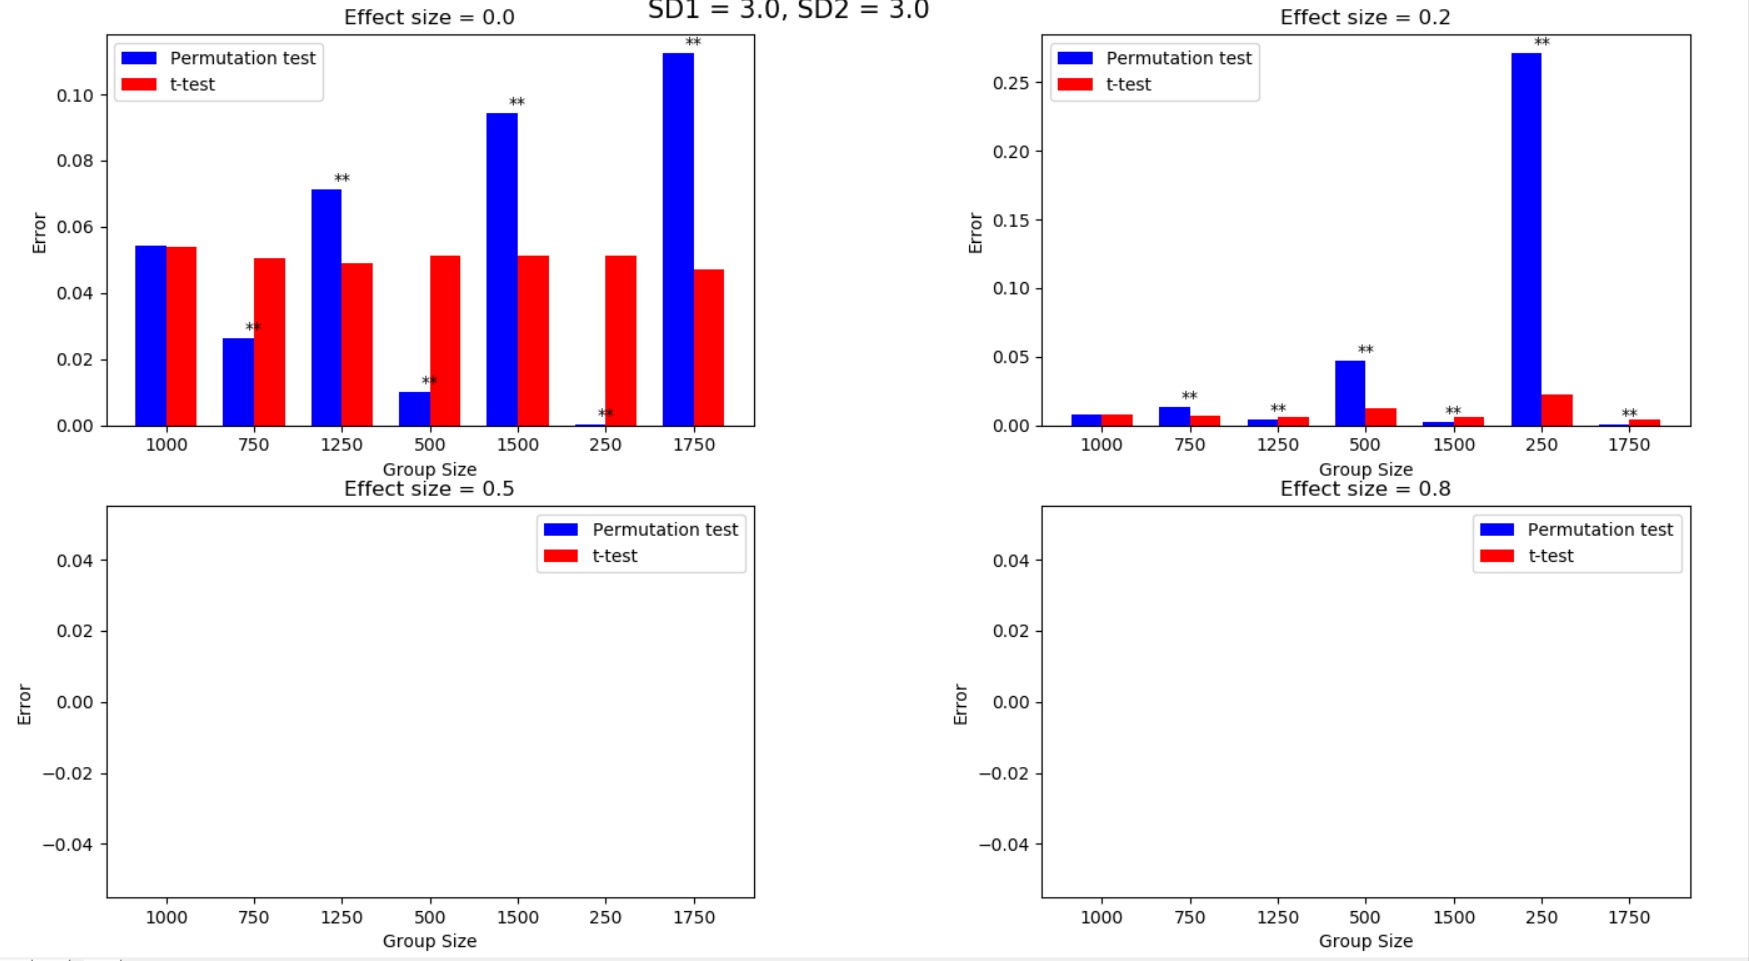 SD1 = 3.0, SD2 = 3.0
Effect size = 0.0
Permutation test
t-test
**
**
**
**
**
**
0.10
0.08
0.06
0.04
0.02
0.00
Error
1000 750 1250 500 1500 250 1750
Group Size
Effect size = 0.2
Permutation test
t-test
**
**
**
**
**
**
0.25
0.20
0.15
0.10
0.05
0.00
Error
1000 750 1250 500 1500 250 1750
Group Size
Effect size = 0.5
Permutation test
t-test
0.04
0.02
0.00
−0.02
−0.04
Error
1000 750 1250 500 1500 250 1750
Group Size
Effect size = 0.8
Permutation test
t-test
0.04
0.02
0.00
−0.02
−0.04
Error
1000 750 1250 500 1500 250 1750
Group Size